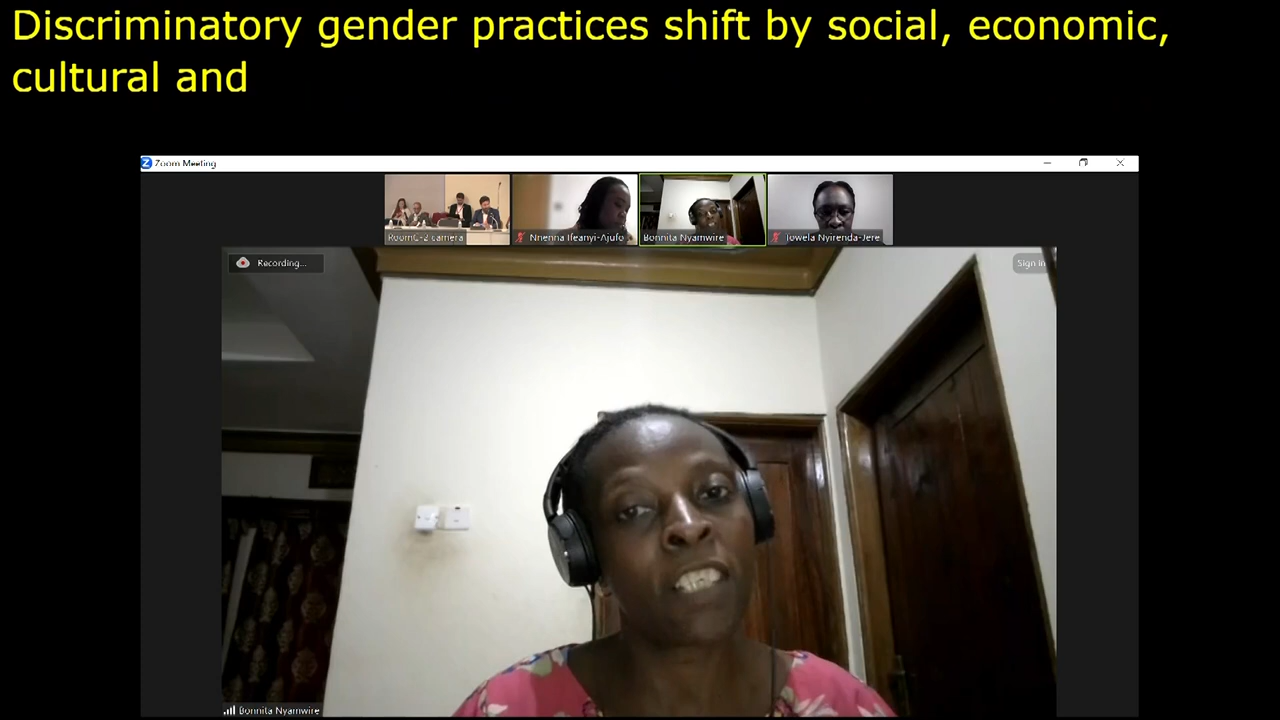 Discriminatory gender practices shift by social, economic,
cultural and
Zoom Meeting
RoomC-2 camera
Nnenna Ifeanyi-Ajufo
Bonnita Nyamwire
Towela Nyirenda-Jere
Recording...
Sign in
Bonnita Nyamwire